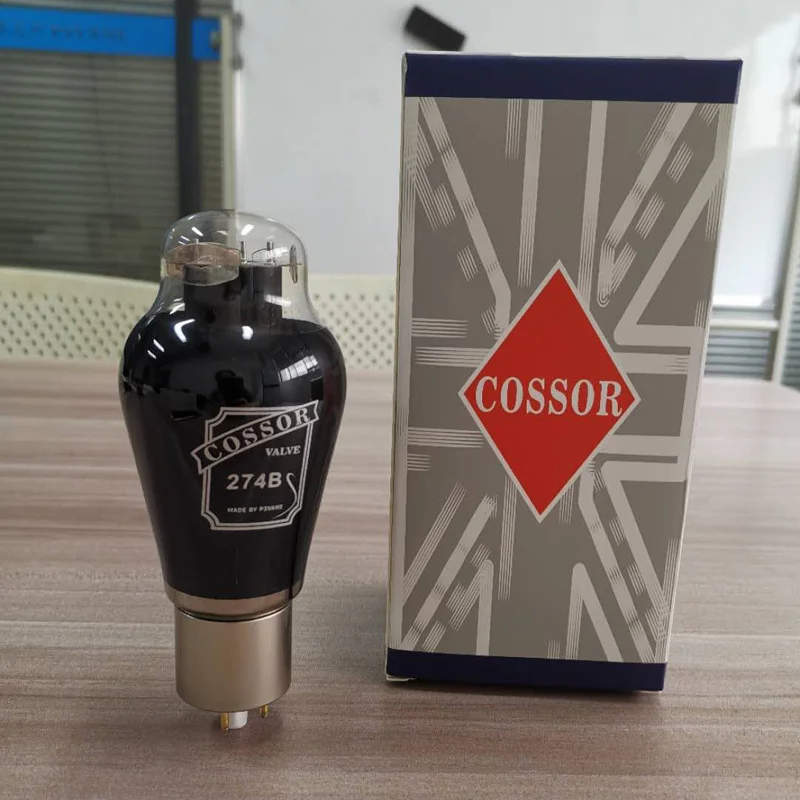 COSSOR
VALVE
274B
MADE BY PSVANE
COSSOR